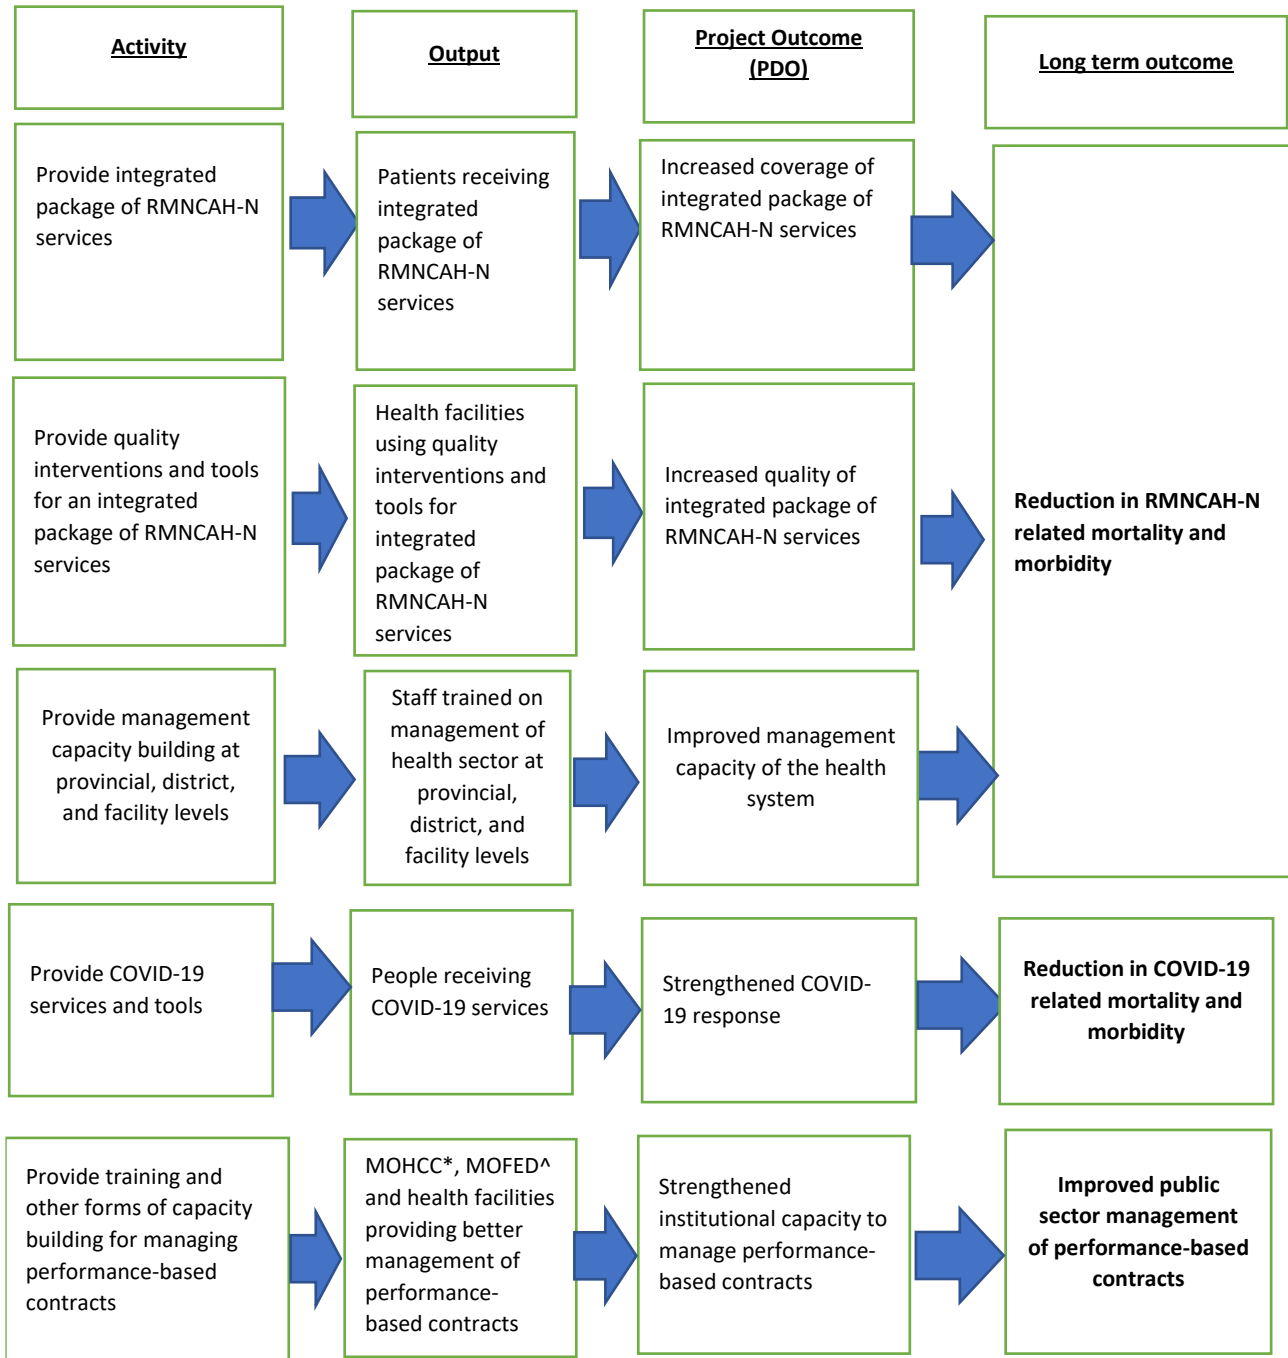 Activity
Output
Project Outcome
(PDO)
Long term outcome
Provide integrated
package of RMNCAH-N
services
Patients receiving
integrated
package of
RMNCAH-N
services
Increased coverage of
integrated package of
RMNCAH-N services
Provide quality
interventions and tools
for an integrated
package of RMNCAH-N
services
Health facilities
using quality
interventions and
tools for
integrated
package of
RMNCAH-N
services
Increased quality of
integrated package of
RMNCAH-N services
Reduction in RMNCAH-N
related mortality and
morbidity
Provide management
capacity building at
provincial, district,
and facility levels
Staff trained on
management of
health sector at
provincial,
district, and
facility levels
Improved management
capacity of the health
system
Provide COVID-19
services and tools
People receiving
COVID-19 services
Strengthened COVID-
19 response
Reduction in COVID-19
related mortality and
morbidity
Provide training and
other forms of capacity
building for managing
performance-based
contracts
MOHCC*, MOFED^
and health facilities
providing better
management of
performance-
based contracts
Strengthened
institutional capacity to
manage performance-
based contracts
Improved public
sector management
of performance-based
contracts